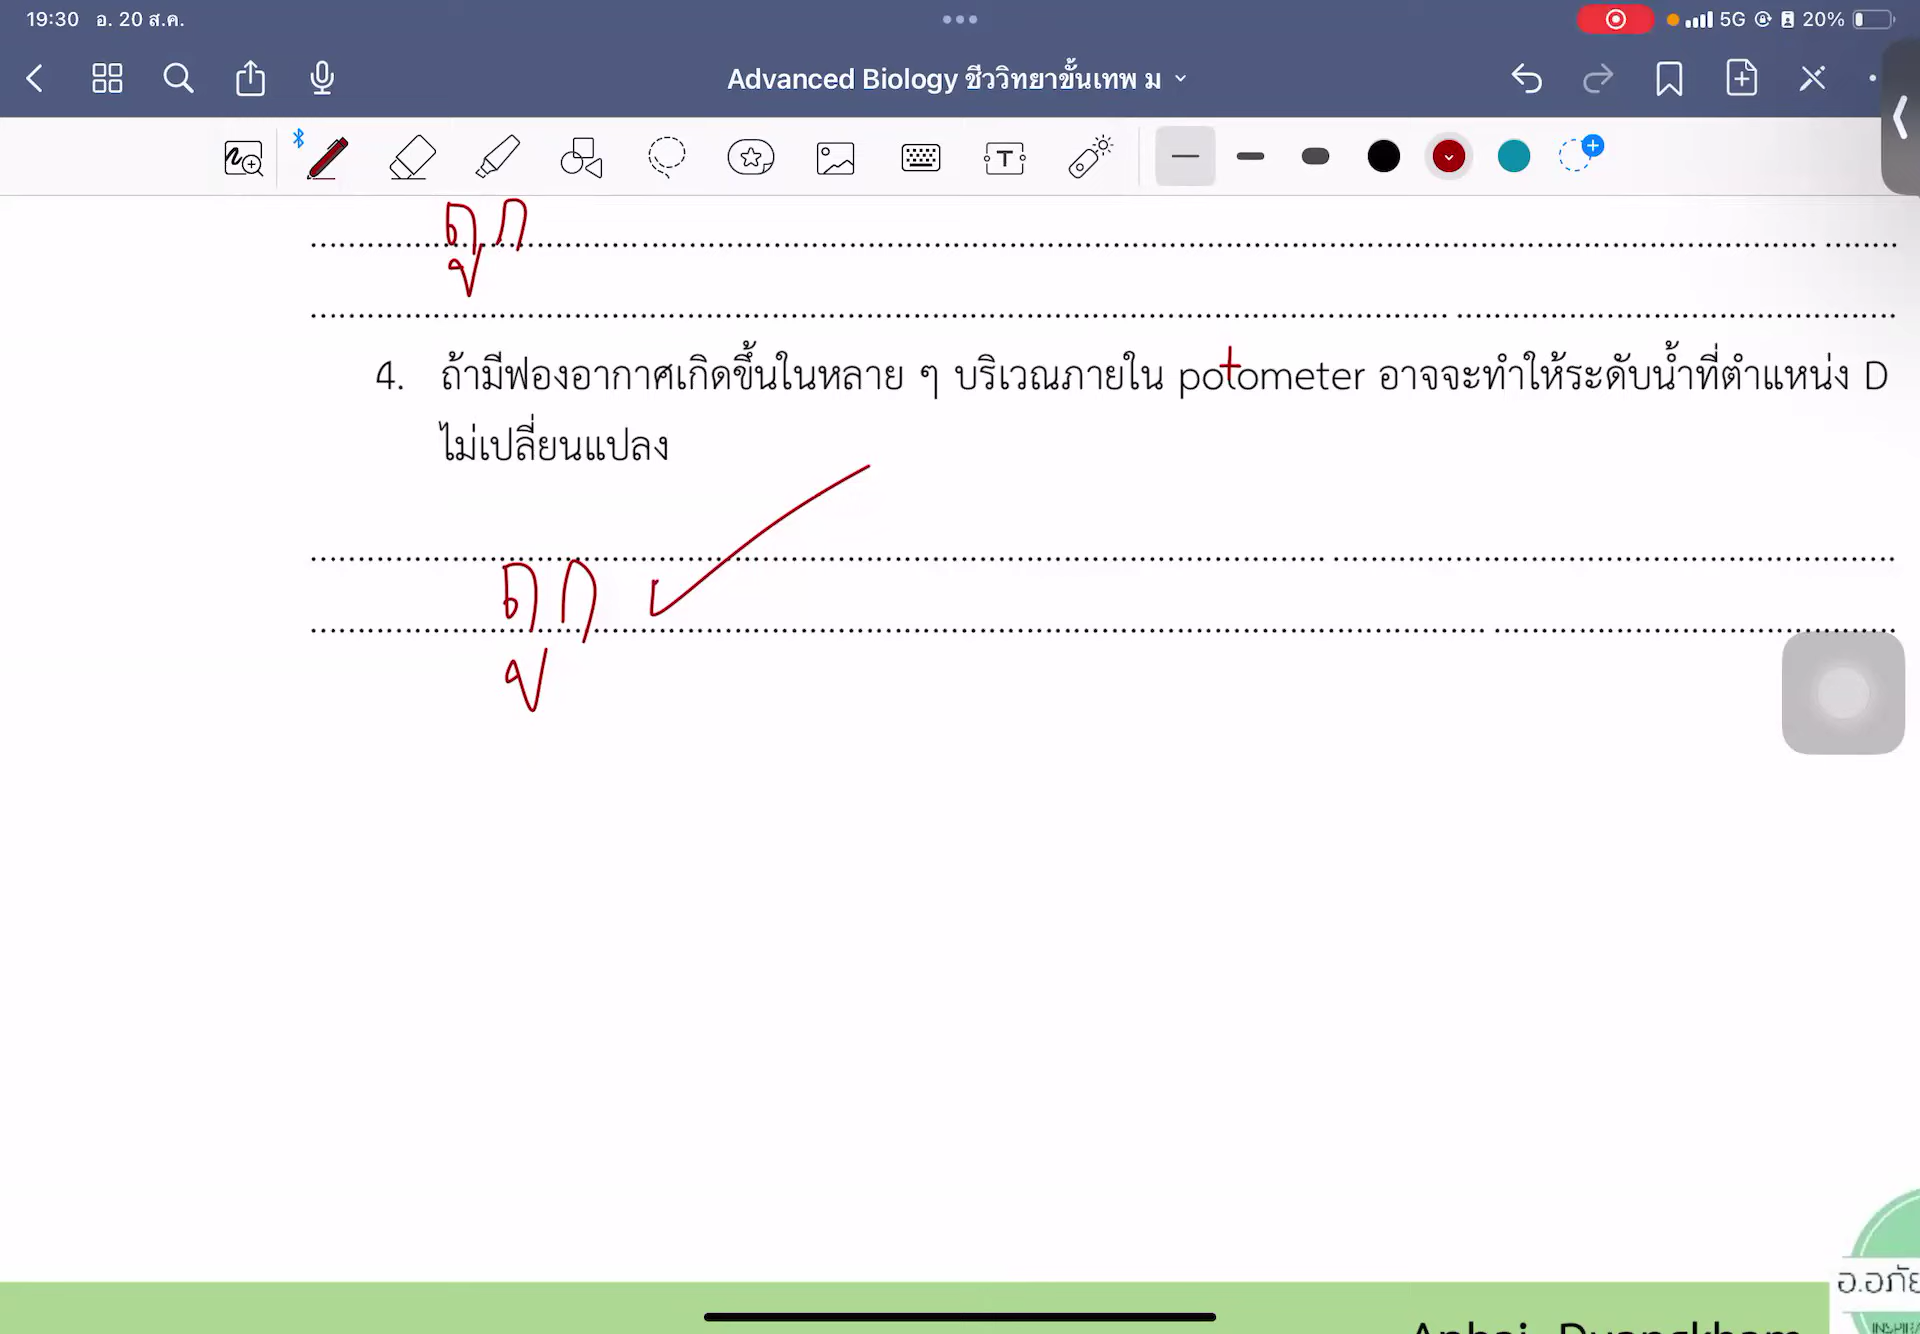 19:30 อ. 20 ส.ค.
5G 20%
Advanced Biology ชีววิทยาขั้นเทพ ม
T
ถูก
4. ถ้ามีฟองอากาศเกิดขึ้นในหลาย ๆ บริเวณภายใน potometer อาจจะทำให้ระดับน้ำที่ตำแหน่ง D
ไม่เปลี่ยนแปลง
ถูก
อ.อภัย